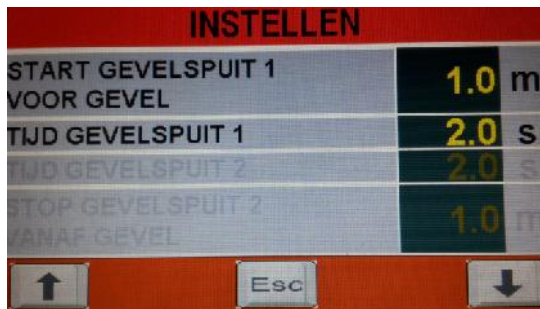 INSTELLEN
START GEVELSPUIT 1 1.0 m
VOOR GEVEL
TIJD GEVELSPUIT 1 2.0 s
TIJD GEVELSPUIT 2 2.0 s
STOP GEVELSPUIT 2 1.0 m
VANAF GEVEL
Esc